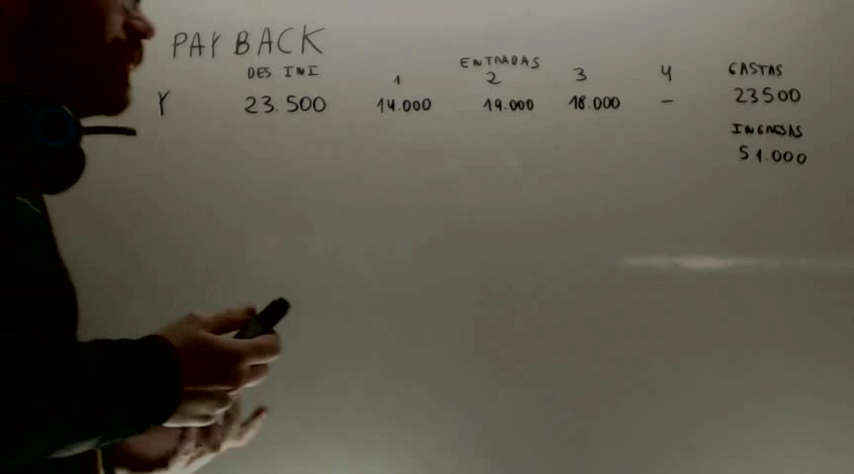 PAYBACK
DES INI 1 ENTRADAS 2 3 4 GASTAS
Y 23.500 14.000 19.000 18.000 - 23500
INGRESAS
51.000